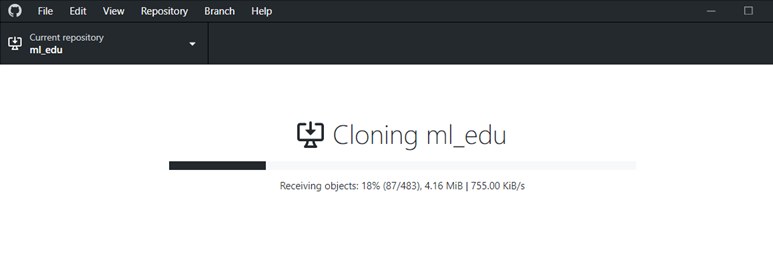 File Edit View Repository Branch Help
Current repository
ml_edu
Cloning ml_edu
Receiving objects: 18% (87/483), 4.16 MiB | 755.00 KiB/s